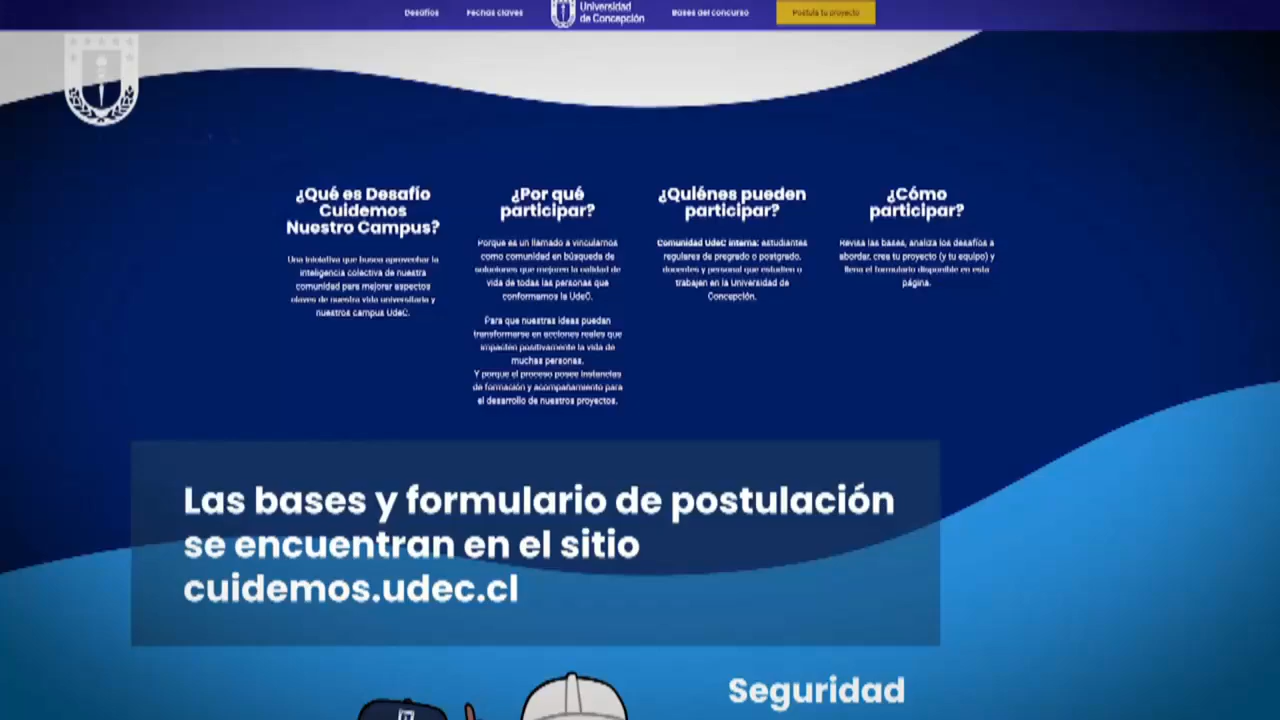 Desafíos
Fechas claves
Universidad
de Concepción
Bases del concurso
Postula tu proyecto
¿Qué es Desafío
Cuidemos
Nuestro Campus?
Una iniciativa que busca aprovechar la
inteligencia colectiva de nuestra
comunidad para mejorar aspectos
claves de nuestra vida universitaria y
nuestros campus UdeC.
¿Por qué
participar?
Porque es un llamado a vincularnos
como comunidad en búsqueda de
soluciones que mejoren la calidad de
vida de todas las personas que
conformamos la UdeC.
Para que nuestras ideas puedan
transformarse en acciones reales que
impacten positivamente la vida de
muchas personas.
Y porque el proceso posee instancias
de formación y acompañamiento para
el desarrollo de nuestros proyectos.
¿Quiénes pueden
participar?
Comunidad UdeC interna: estudiantes
regulares de pregrado o postgrado,
docentes y personal que estudien o
trabajen en la Universidad de
Concepción.
¿Cómo
participar?
Revisa las bases, analiza los desafíos a
abordar, crea tu proyecto (y tu equipo) y
llena el formulario disponible en esta
página.
Las bases y formulario de postulación
se encuentran en el sitio
cuidemos.udec.cl
Seguridad